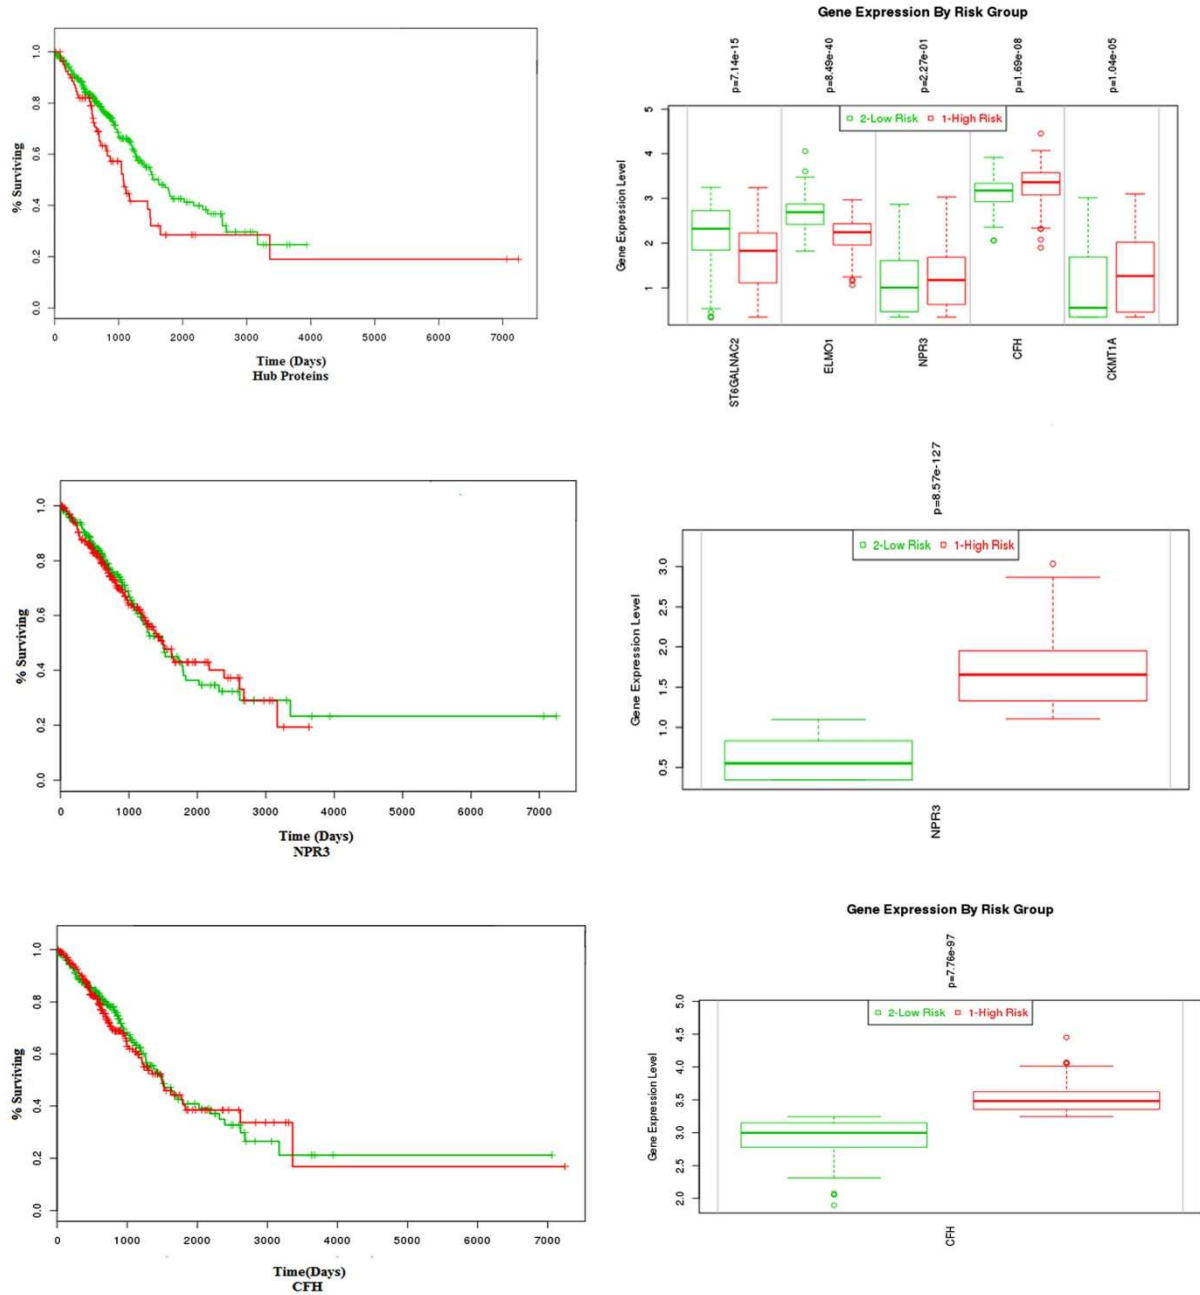 1.0
0.8
0.6
0.4
0.2
0.0
% Surviving
0 1000 2000 3000 4000 5000 6000 7000
Time (Days)
Hub Proteins
Gene Expression By Risk Group
p=7.14e-15
p=8.49e-40
p=2.27e-01
p=1.69e-08
p=1.04e-05
2-Low Risk 1-High Risk
5
4
3
2
1
Gene Expression Level
ST6GALNAC2
ELMO1
NPR3
CFH
CKMT1A
1.0
0.8
0.6
0.4
0.2
0.0
% Surviving
0 1000 2000 3000 4000 5000 6000 7000
Time (Days)
NPR3
p=8.57e-127
2-Low Risk 1-High Risk
3.0
2.5
2.0
1.5
1.0
0.5
Gene Expression Level
NPR3
1.0
0.8
0.6
0.4
0.2
0.0
% Surviving
0 1000 2000 3000 4000 5000 6000 7000
Time(Days)
CFH
Gene Expression By Risk Group
p=7.76e-97
2-Low Risk 1-High Risk
5.0
4.5
4.0
3.5
3.0
2.5
2.0
Gene Expression Level
CFH